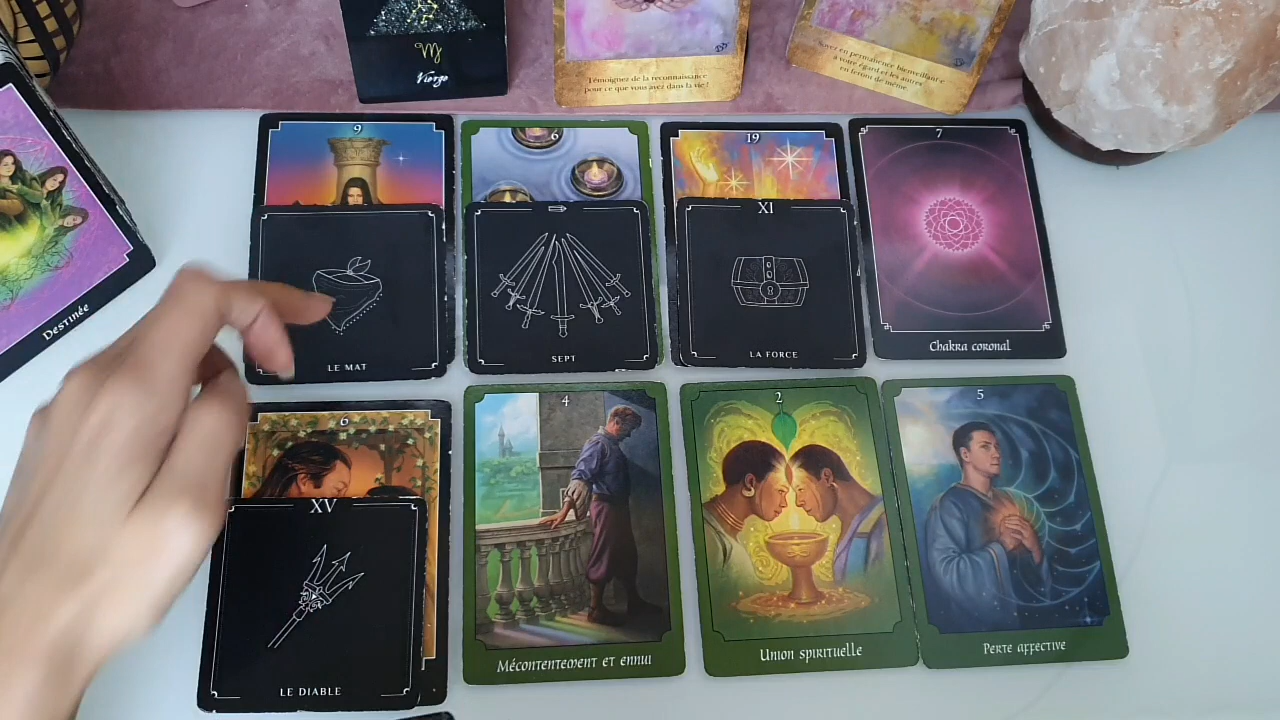 Vierge
Témoignez de la reconnaissance
pour ce que vous avez dans la vie !
Soyez en permanence bienveillant·e
à votre égard et les autres
en feront de même.
Destinée
9
6
19
7
LE MAT
SEPT
XI
LA FORCE
Chakra coronal
6
XV
LE DIABLE
4
Mécontentement et ennui
2
Union spirituelle
5
Perte affective